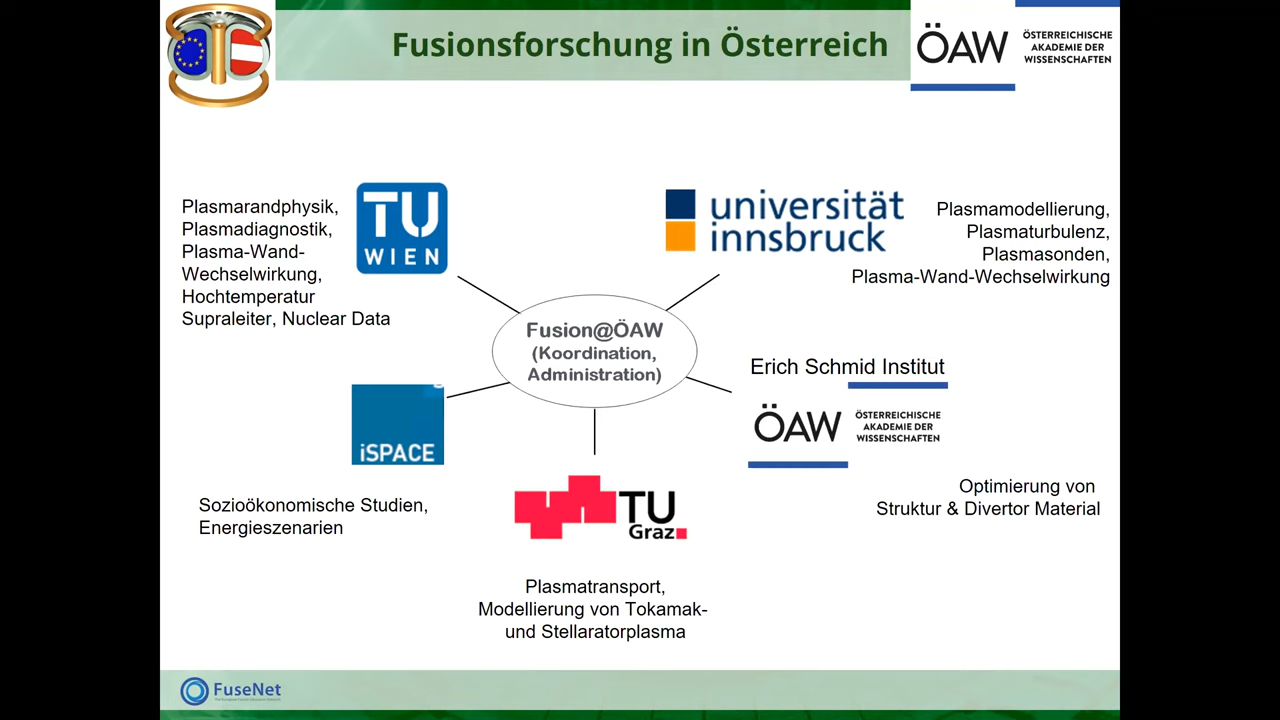 Fusionsforschung in Österreich
ÖAW
ÖSTERREICHISCHE
AKADEMIE DER
WISSENSCHAFTEN
Plasmarandphysik,
Plasmadiagnostik,
Plasma-Wand-
Wechselwirkung,
Hochtemperatur
Supraleiter, Nuclear Data
TU
WIEN
universität
innsbruck
Plasmamodellierung,
Plasmaturbulenz,
Plasmasonden,
Plasma-Wand-Wechselwirkung
Fusion@ÖAW
(Koordination,
Administration)
iSPACE
Sozioökonomische Studien,
Energieszenarien
Erich Schmid Institut
ÖAW
ÖSTERREICHISCHE
AKADEMIE DER
WISSENSCHAFTEN
Optimierung von
Struktur & Divertor Material
TU
Graz
Plasmatransport,
Modellierung von Tokamak-
und Stellaratorplasma
FuseNet